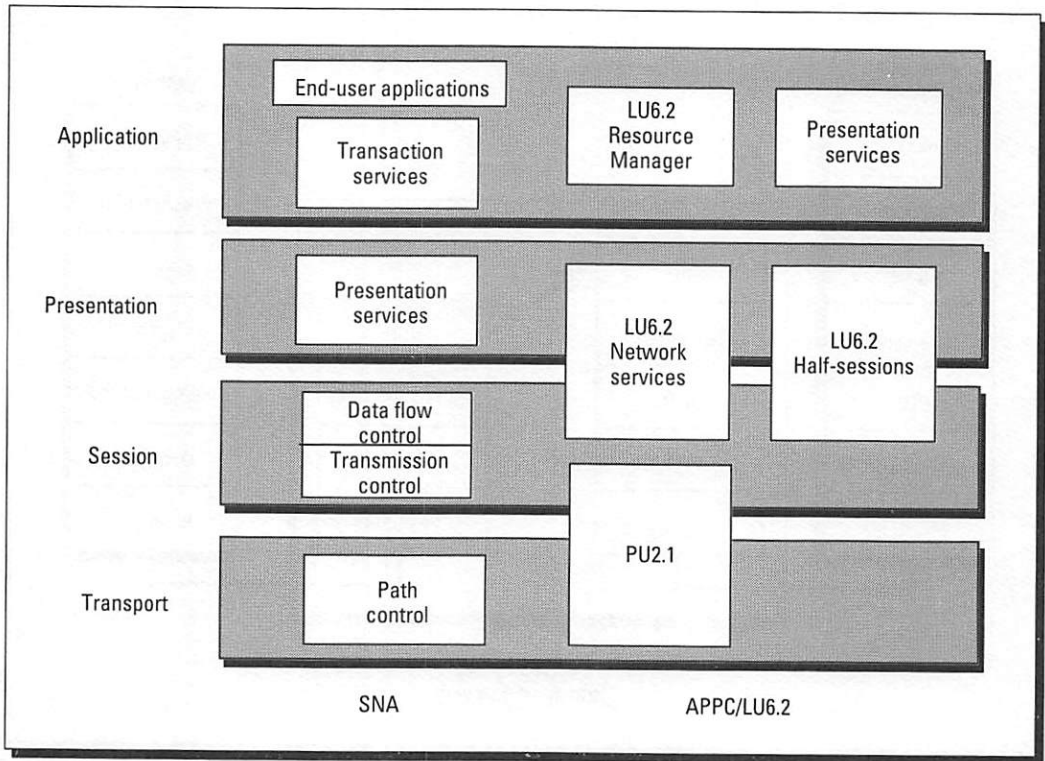 Application
End-user applications
Transaction
services
LU6.2
Resource
Manager
Presentation
services
Presentation
Presentation
services
LU6.2
Network
services
LU6.2
Half-sessions
Session
Data flow
control
Transmission
control
PU2.1
Transport
Path
control
SNA
APPC/LU6.2